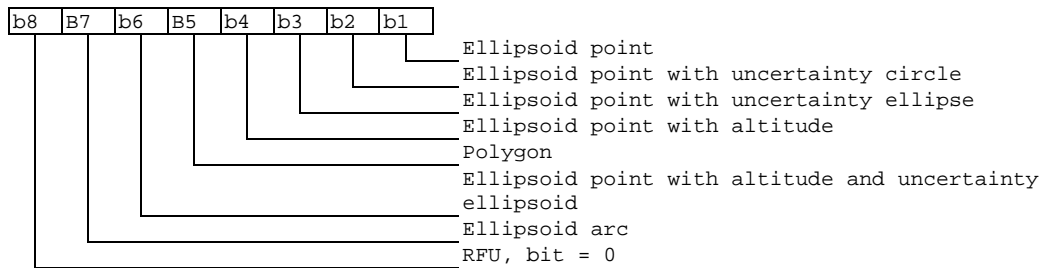 b8 B7 b6 B5 b4 b3 b2 b1
Ellipsoid point
Ellipsoid point with uncertainty circle
Ellipsoid point with uncertainty ellipse
Ellipsoid point with altitude
Polygon
Ellipsoid point with altitude and uncertainty
ellipsoid
Ellipsoid arc
RFU, bit = 0